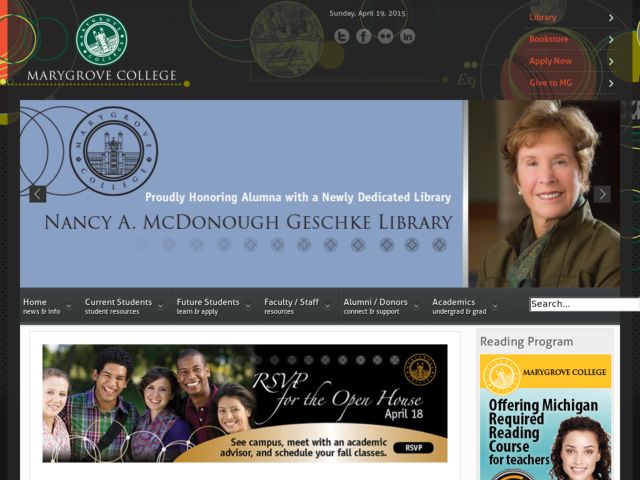 Sunday, April 19, 2015
MARYGROVE COLLEGE
MARYGROVE COLLEGE
Library
Bookstore
Apply Now
Give to MG
MARYGROVE
COLLEGE
Proudly Honoring Alumna with a Newly Dedicated Library
NANCY A. MCDONOUGH GESCHKE LIBRARY
Home
news & info
Current Students
student resources
Future Students
learn & apply
Faculty / Staff
resources
Alumni / Donors
connect & support
Academics
undergrad & grad
Search...
RSVP
for the Open House
April 18
See campus, meet with an academic
advisor, and schedule your fall classes.
RSVP
Reading Program
MARYGROVE COLLEGE
Offering Michigan
Required
Reading
Course
for teachers